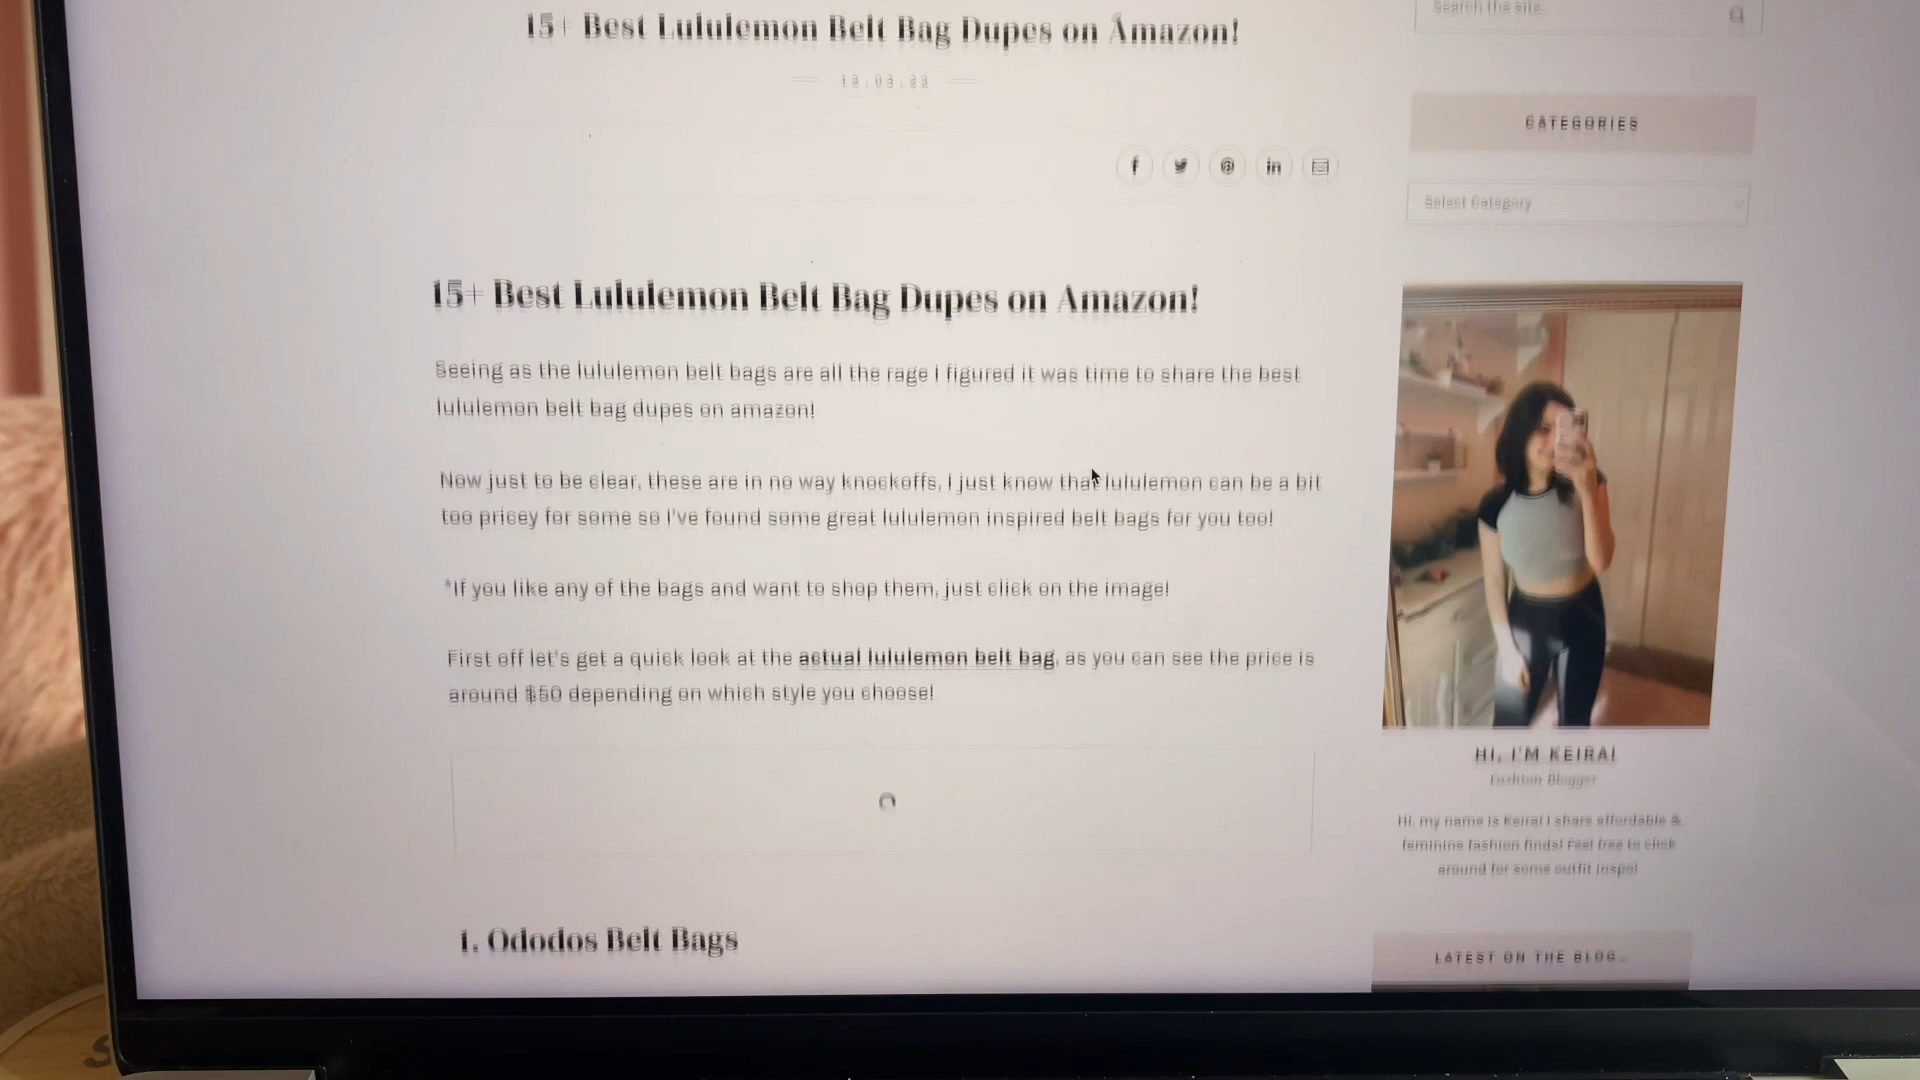 15+ Best Lululemon Belt Bag Dupes on Amazon!
Search the site..
CATEGORIES
Select Category
15+ Best Lululemon Belt Bag Dupes on Amazon!
Seeing as the lululemon belt bags are all the rage I figured it was time to share the best
lululemon belt bag dupes on amazon!
Now just to be clear, these are in no way knockoffs, I just know that lululemon can be a bit
too pricey for some so I've found some great lululemon inspired belt bags for you too!
*If you like any of the bags and want to shop them, just click on the image!
First off let's get a quick look at the actual lululemon belt bag, as you can see the price is
around $50 depending on which style you choose!
1. Ododos Belt Bags
HI, I'M KEIRA!
Fashion Blogger
Hi, my name is Keira! I share affordable &
feminine fashion finds! Feel free to click
around for some outfit inspo!
LATEST ON THE BLOG..